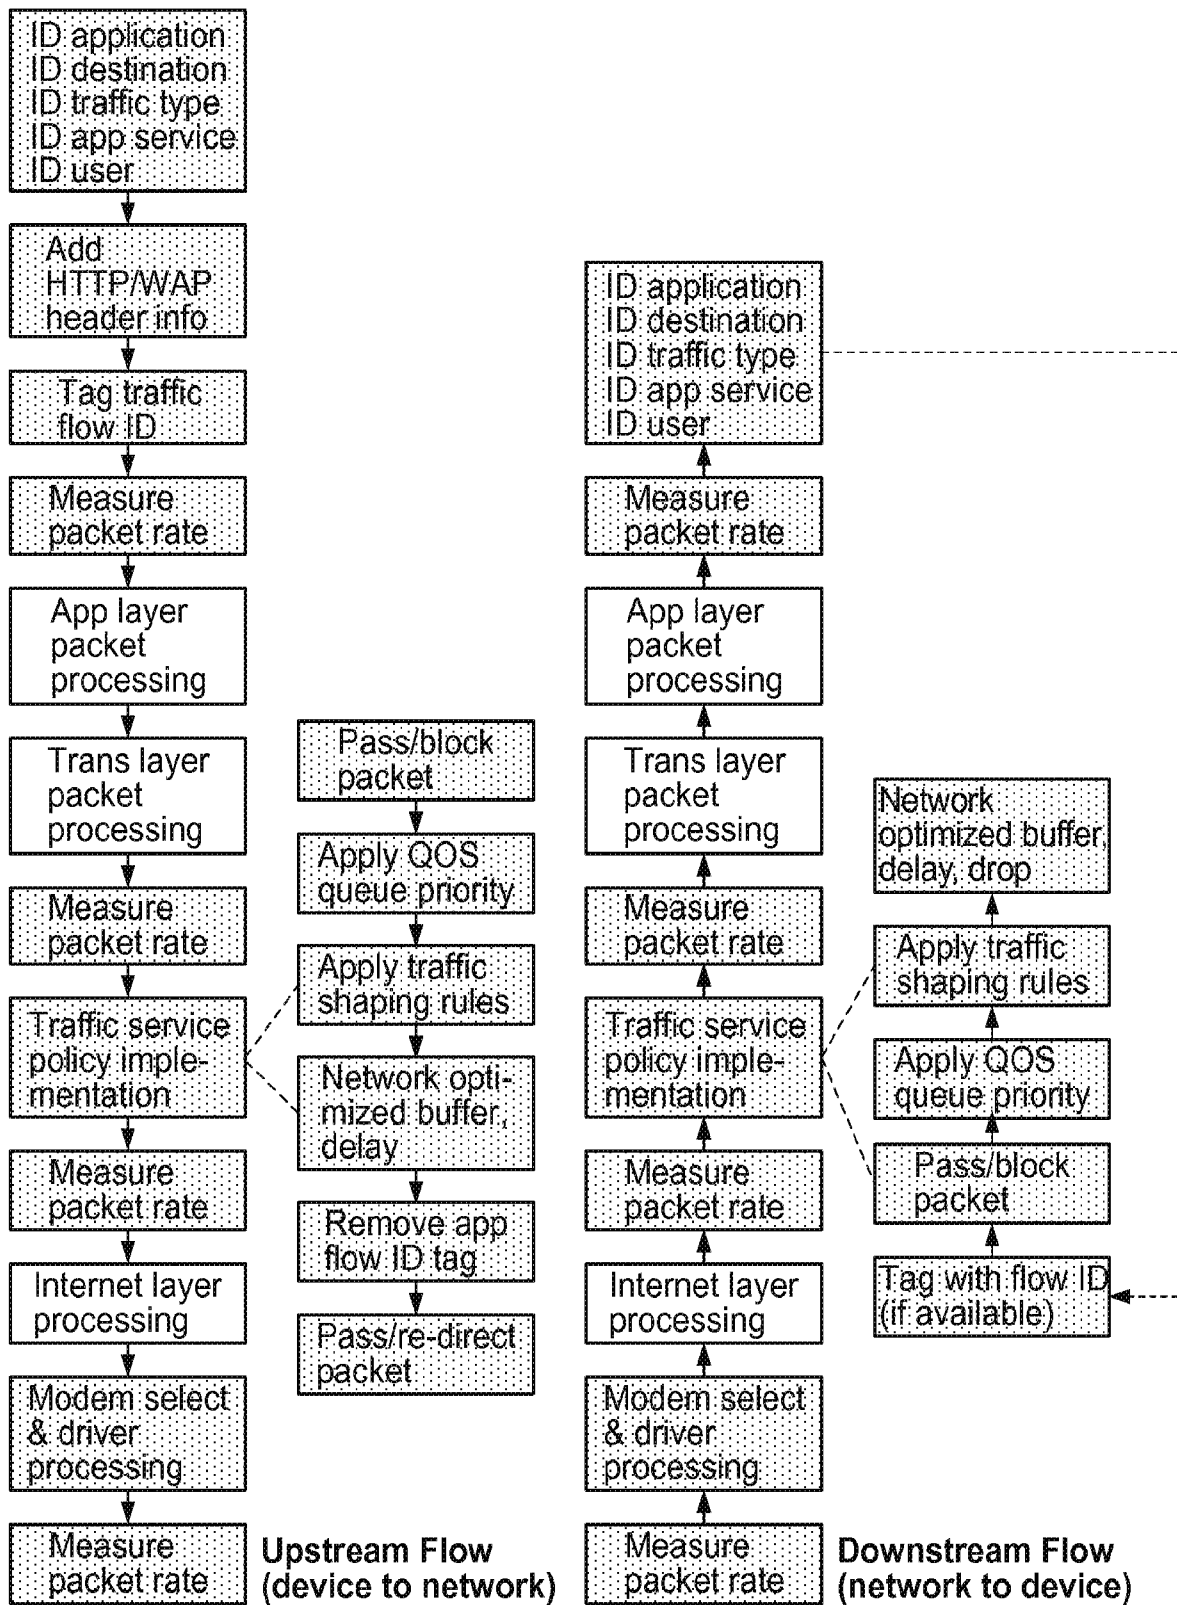 ID application
ID destination
ID traffic type
ID app service
ID user
Add
HTTP/WAP
header info
Tag traffic
flow ID
Measure
packet rate
App layer
packet
processing
Trans layer
packet
processing
Measure
packet rate
Traffic service
policy imple-
mentation
Measure
packet rate
Internet layer
processing
Modem select
& driver
processing
Measure
packet rate
Pass/block
packet
Apply QOS
queue priority
Apply traffic
shaping rules
Network opti-
mized buffer,
delay
Remove app
flow ID tag
Pass/re-direct
packet
Upstream Flow
(device to network)
ID application
ID destination
ID traffic type
ID app service
ID user
Measure
packet rate
App layer
packet
processing
Trans layer
packet
processing
Measure
packet rate
Traffic service
policy imple-
mentation
Measure
packet rate
Internet layer
processing
Modem select
& driver
processing
Measure
packet rate
Network
optimized buffer,
delay, drop
Apply traffic
shaping rules
Apply QOS
queue priority
Pass/block
packet
Tag with flow ID
(if available)
Downstream Flow
(network to device)